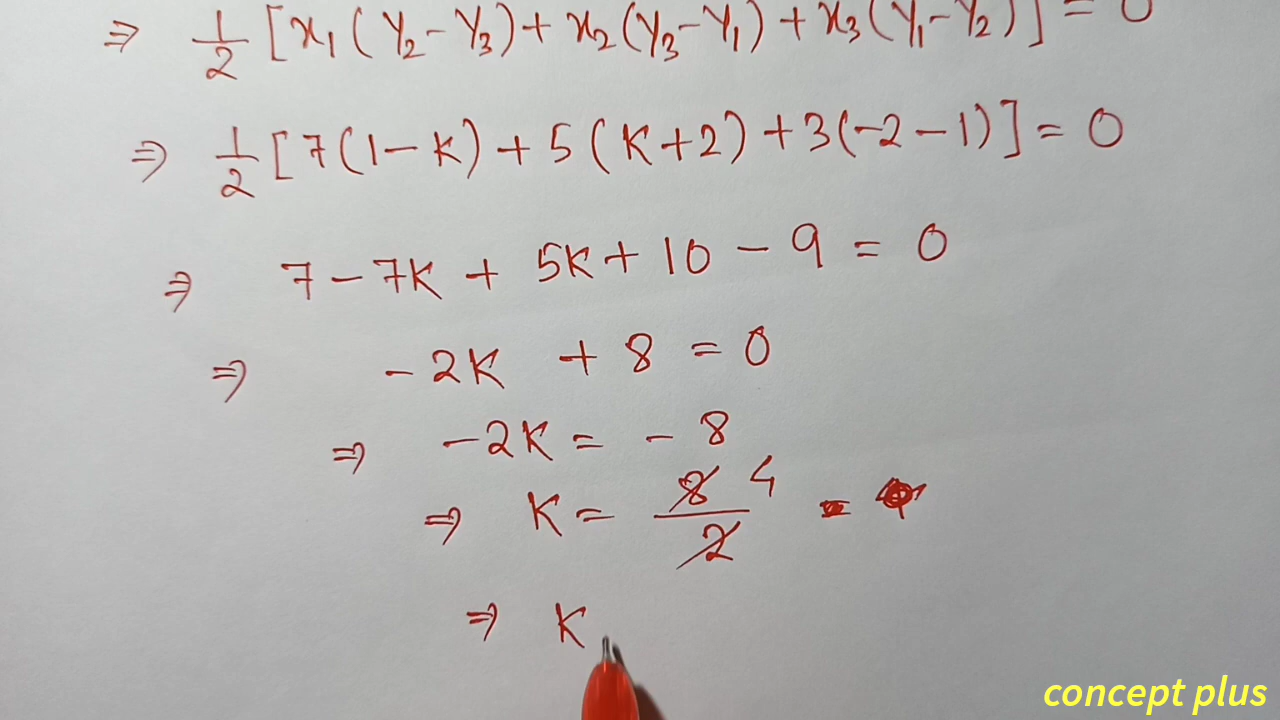 ⇒ 1/2 [x₁(y₂-y₃)+x₂(y₃-y₁)+x₃(y₁-y₂)] = 0
⇒ 1/2 [7(1-K)+5(K+2)+3(-2-1)] = 0
⇒ 7-7K + 5K+10-9 = 0
⇒ -2K +8 = 0
⇒ -2K = -8
⇒ K = 8/2 4
⇒ K
concept plus